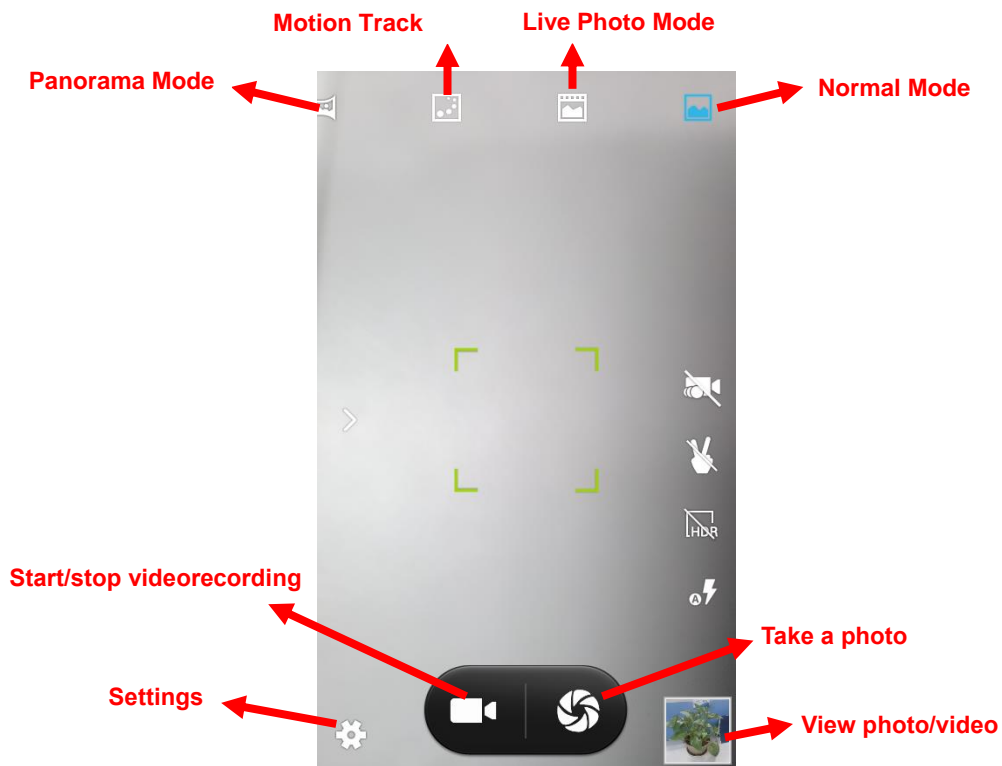 Motion Track
Live Photo Mode
Panorama Mode
Normal Mode
HDR
A
Start/stop videorecording
Take a photo
Settings
View photo/video